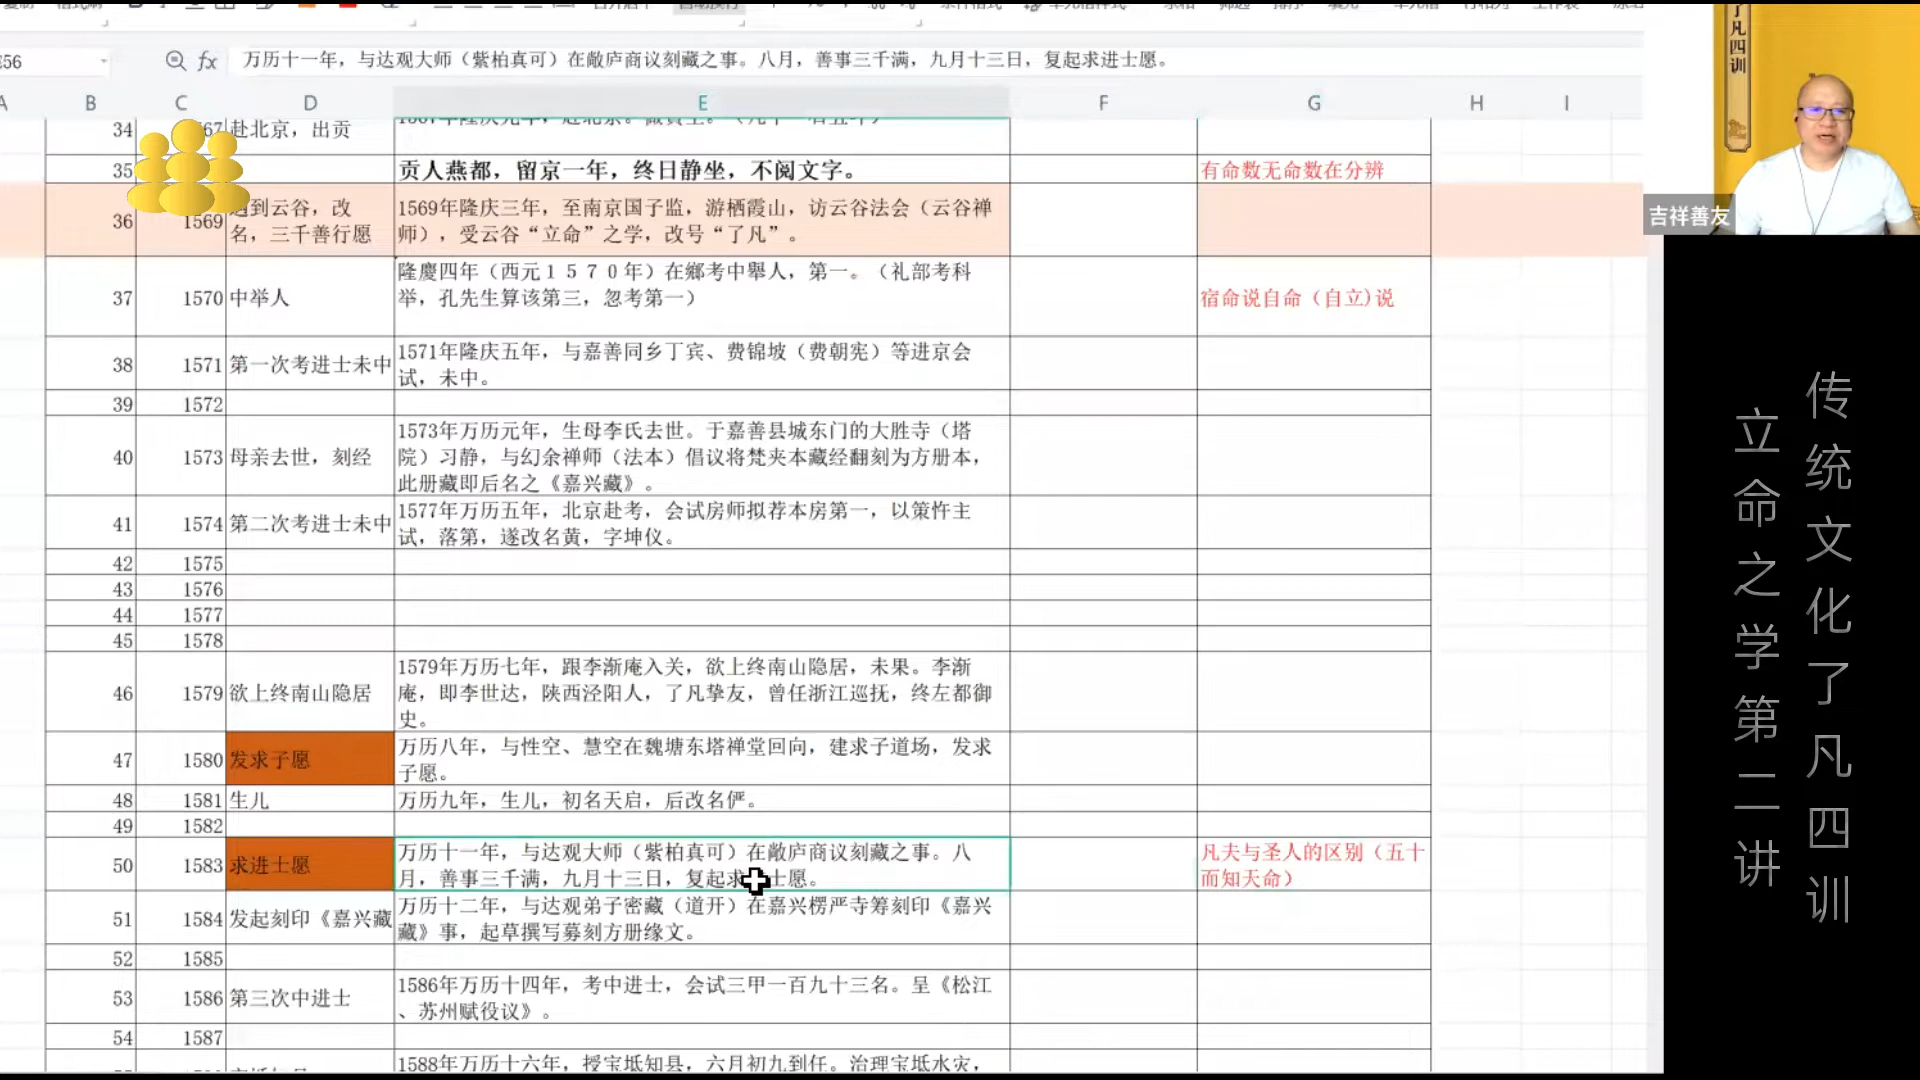 万历十一年，与达观大师（紫柏真可）在敝庐商议刻藏之事。八月，善事三千满，九月十三日，复起求进士愿。
A B C D E F G H I
34 67 赴北京，出贡
35 贡人燕都，留京一年，终日静坐，不阅文字。 有命数无命数在分辨
36 1569 遇到云谷，改
名，三千善行愿
1569年隆庆三年，至南京国子监，游栖霞山，访云谷法会（云谷禅
师），受云谷“立命”之学，改号“了凡”。
37 1570 中举人
隆慶四年（西元１５７０年）在鄉考中舉人，第一。（礼部考科
举，孔先生算该第三，忽考第一）
宿命说自命（自立)说
38 1571 第一次考进士未中
1571年隆庆五年，与嘉善同乡丁宾、费锦坡（费朝宪）等进京会
试，未中。
39 1572
40 1573 母亲去世，刻经
1573年万历元年，生母李氏去世。于嘉善县城东门的大胜寺（塔
院）习静，与幻余禅师（法本）倡议将梵夹本藏经翻刻为方册本，
此册藏即后名之《嘉兴藏》。
41 1574 第二次考进士未中
1577年万历五年，北京赴考，会试房师拟荐本房第一，以策忤主
试，落第，遂改名黄，字坤仪。
42 1575
43 1576
44 1577
45 1578
46 1579 欲上终南山隐居
1579年万历七年，跟李渐庵入关，欲上终南山隐居，未果。李渐
庵，即李世达，陕西泾阳人，了凡挚友，曾任浙江巡抚，终左都御
史。
47 1580 发求子愿
万历八年，与性空、慧空在魏塘东塔禅堂回向，建求子道场，发求
子愿。
48 1581 生儿 万历九年，生儿，初名天启，后改名俨。
49 1582
50 1583 求进士愿
万历十一年，与达观大师（紫柏真可）在敝庐商议刻藏之事。八
月，善事三千满，九月十三日，复起求 士愿。
凡夫与圣人的区别（五十
而知天命）
51 1584 发起刻印《嘉兴藏
万历十二年，与达观弟子密藏（道开）在嘉兴楞严寺筹刻印《嘉兴
藏》事，起草撰写募刻方册缘文。
52 1585
53 1586 第三次中进士
1586年万历十四年，考中进士，会试三甲一百九十三名。呈《松江
、苏州赋役议》。
54 1587
1588年万历十六年，授宝坻知县，六月初九到任。治理宝坻水灾，
了凡四训
吉祥善友
传统文化了凡四训
立命之学第二讲